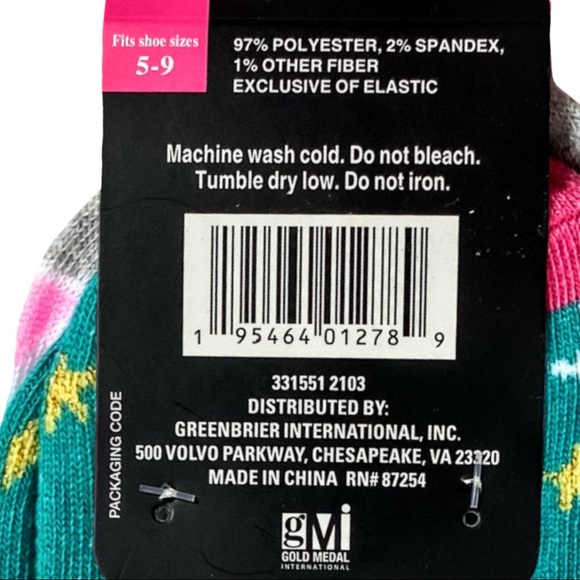 Fits shoe sizes
5-9
97% POLYESTER, 2% SPANDEX,
1% OTHER FIBER
EXCLUSIVE OF ELASTIC
Machine wash cold. Do not bleach.
Tumble dry low. Do not iron.
1 95464 01278 9
331551 2103
DISTRIBUTED BY:
GREENBRIER INTERNATIONAL, INC.
500 VOLVO PARKWAY, CHESAPEAKE, VA 23320
MADE IN CHINA RN# 87254
PACKAGING CODE
gMi
GOLD MEDAL
INTERNATIONAL